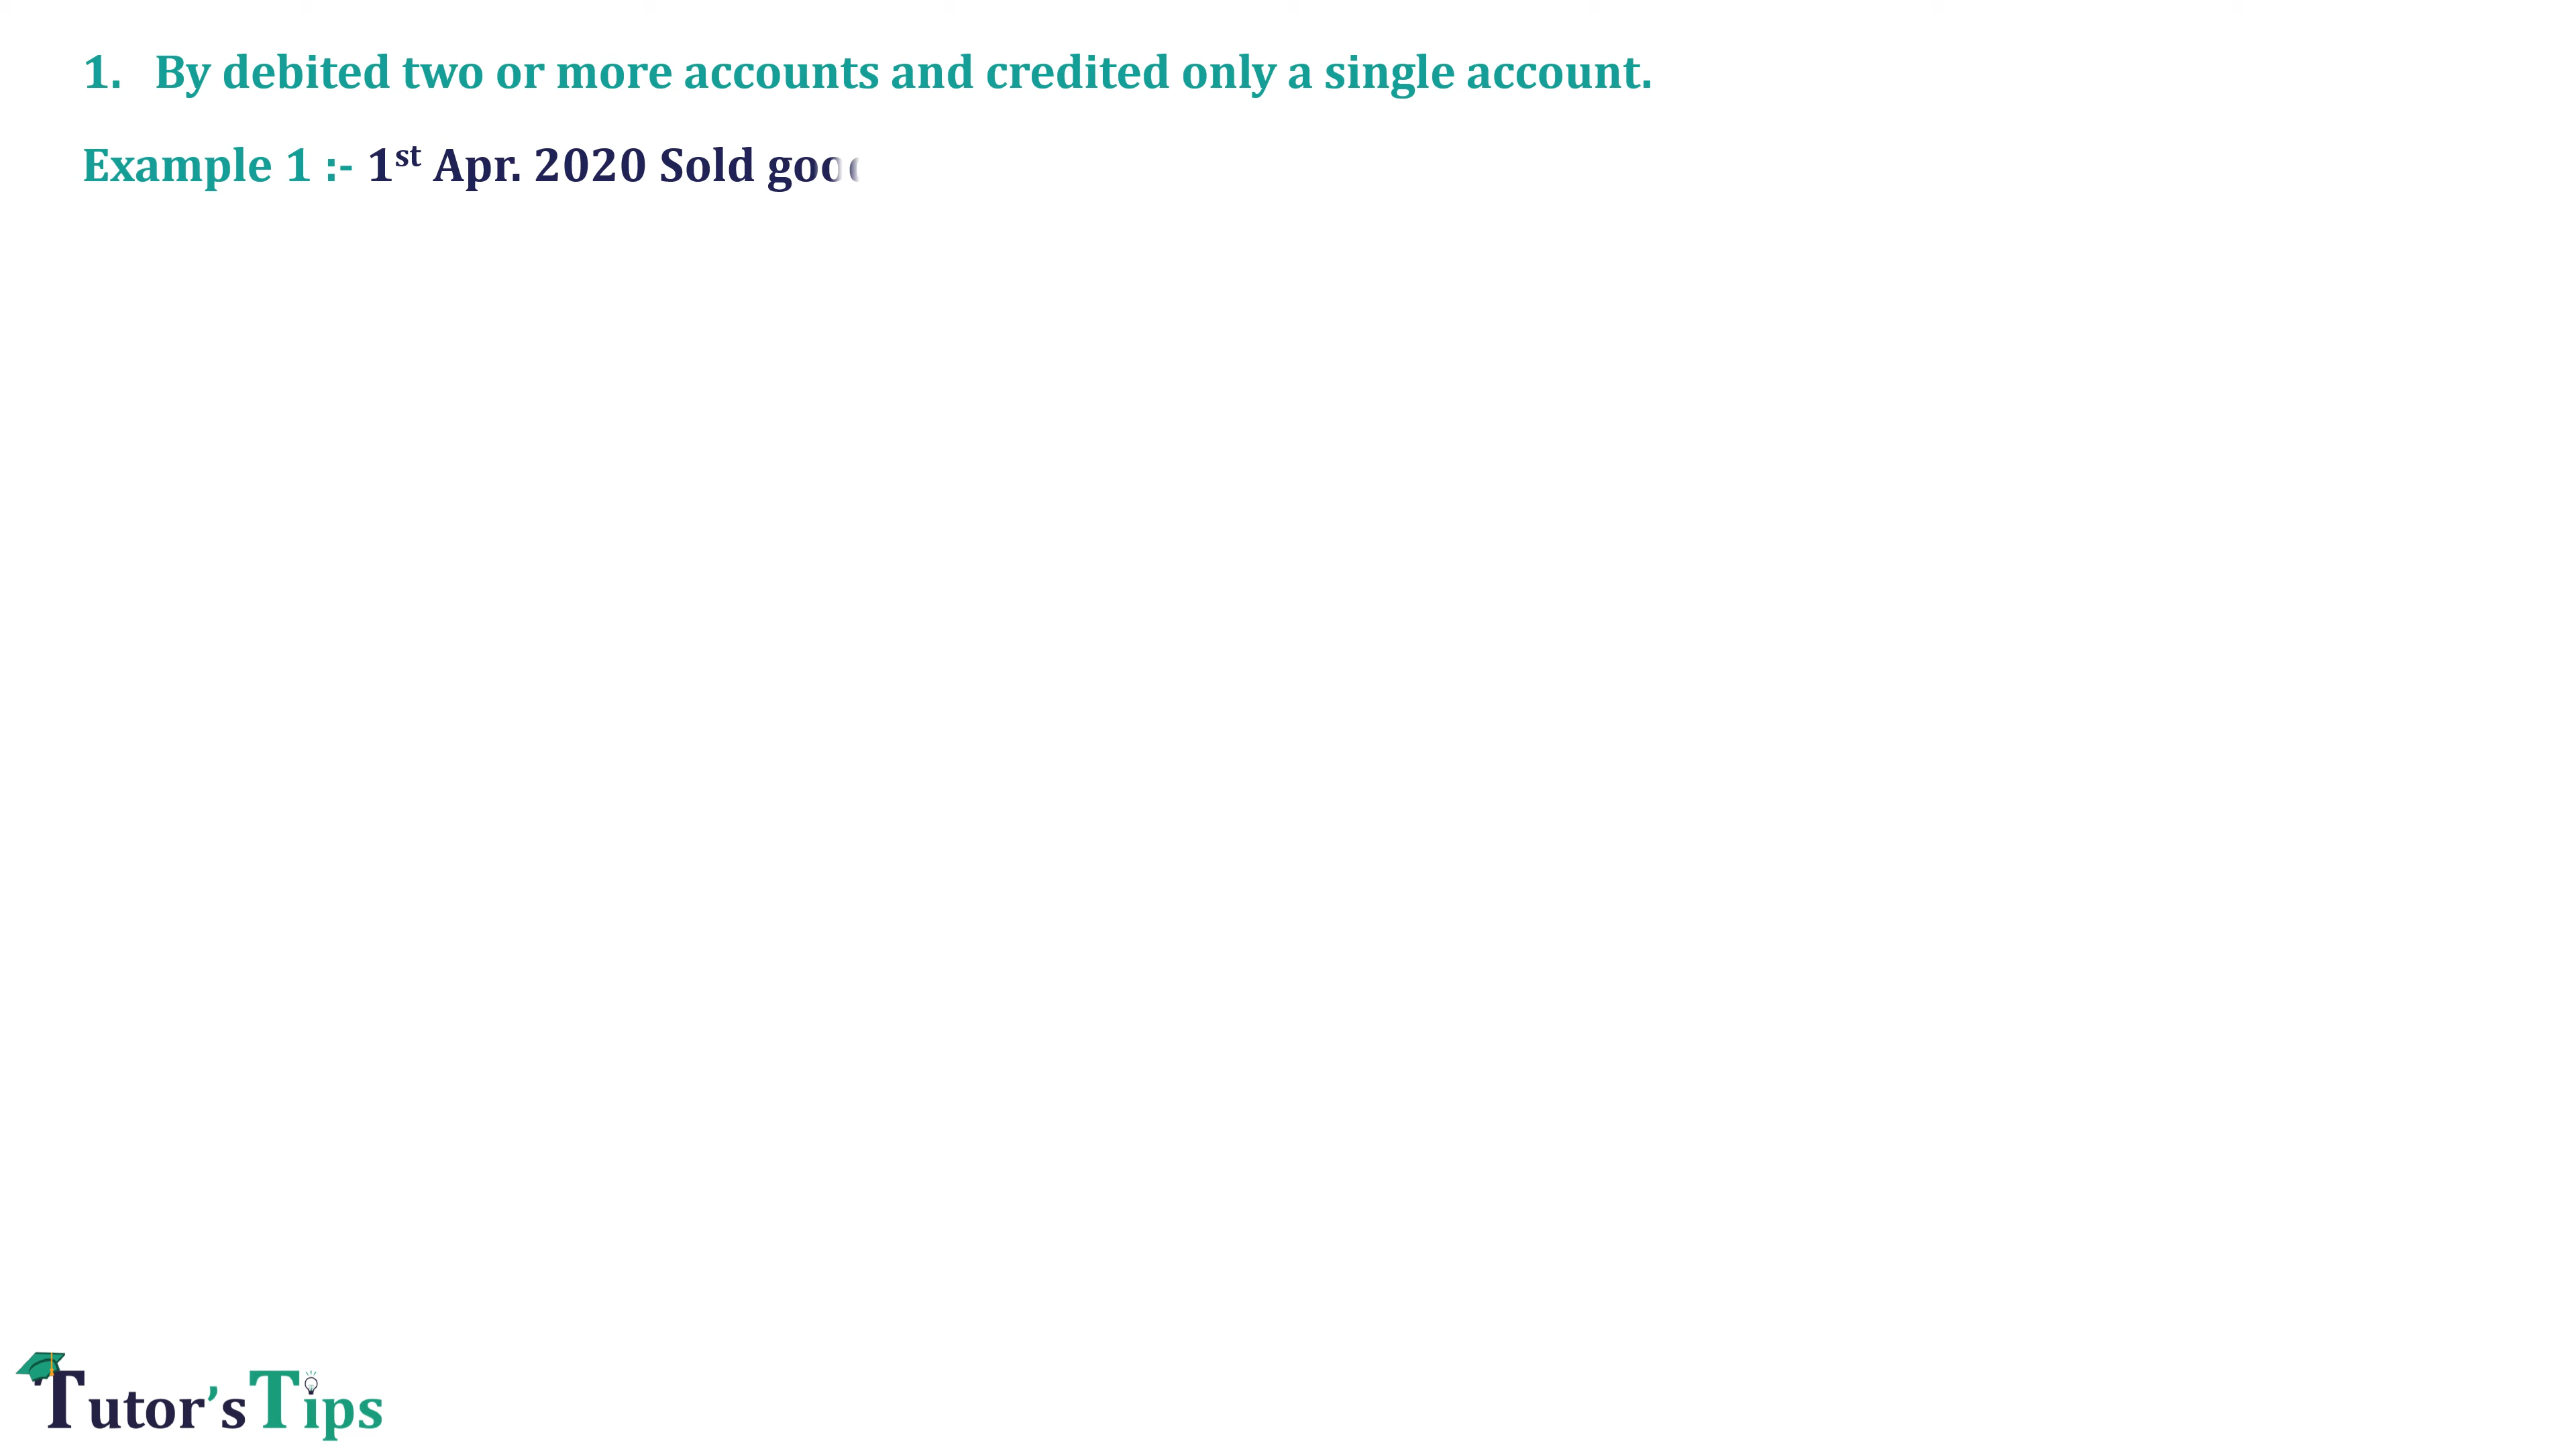 1. By debited two or more accounts and credited only a single account.
Example 1 :- 1st Apr. 2020 Sold
Tutor's Tips